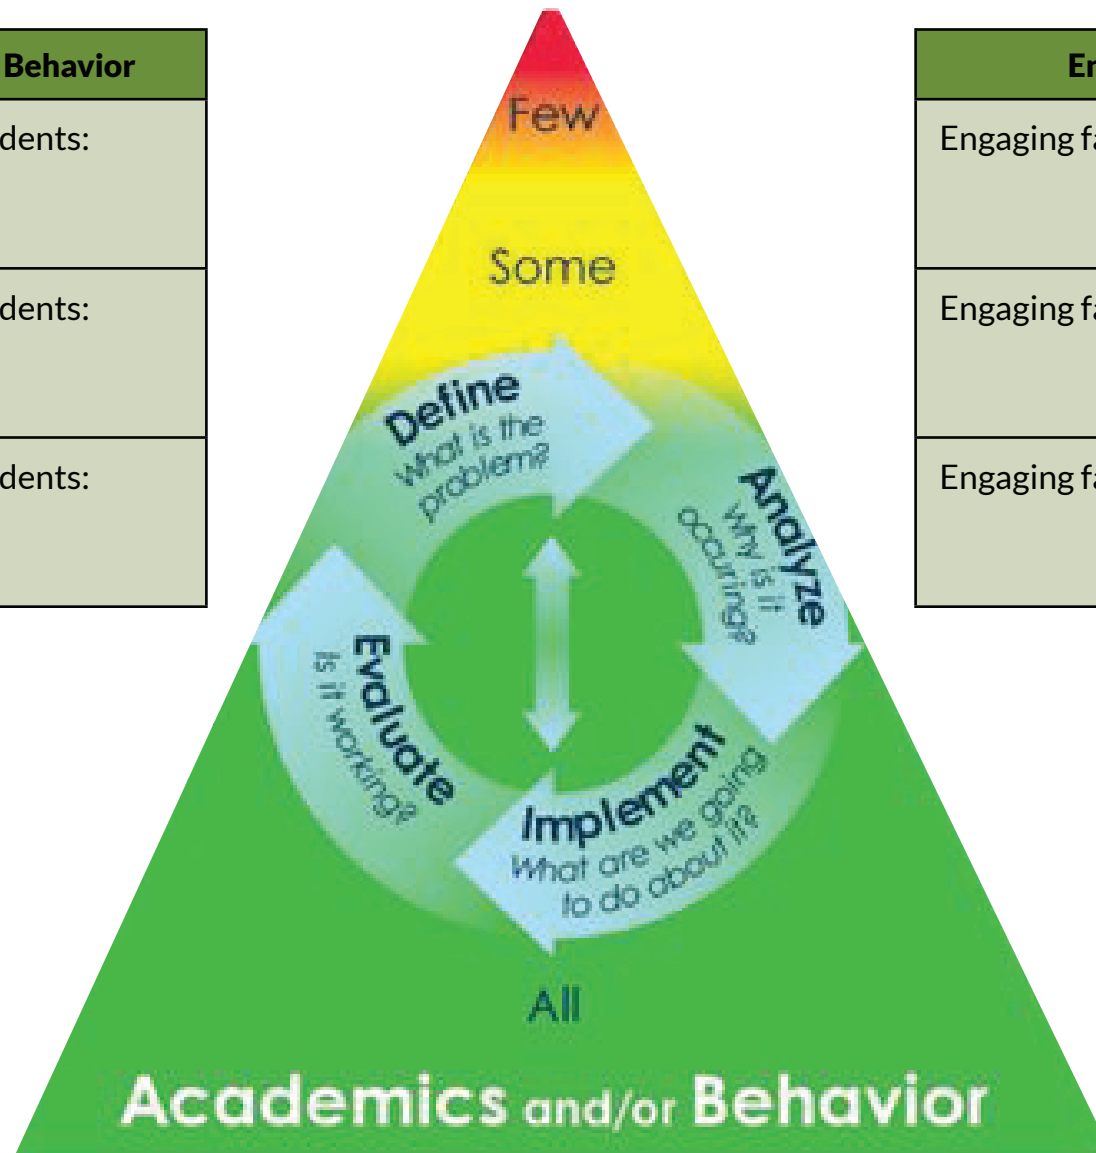 Behavior
dents:
dents:
dents:
Few
Some
Define
What is the
problem?
Analyze
Why is it
occurring?
Implement
What are we going
to do about it?
Evaluate
Is it working?
All
Academics and/or Behavior
En
Engaging fa
Engaging fa
Engaging fa